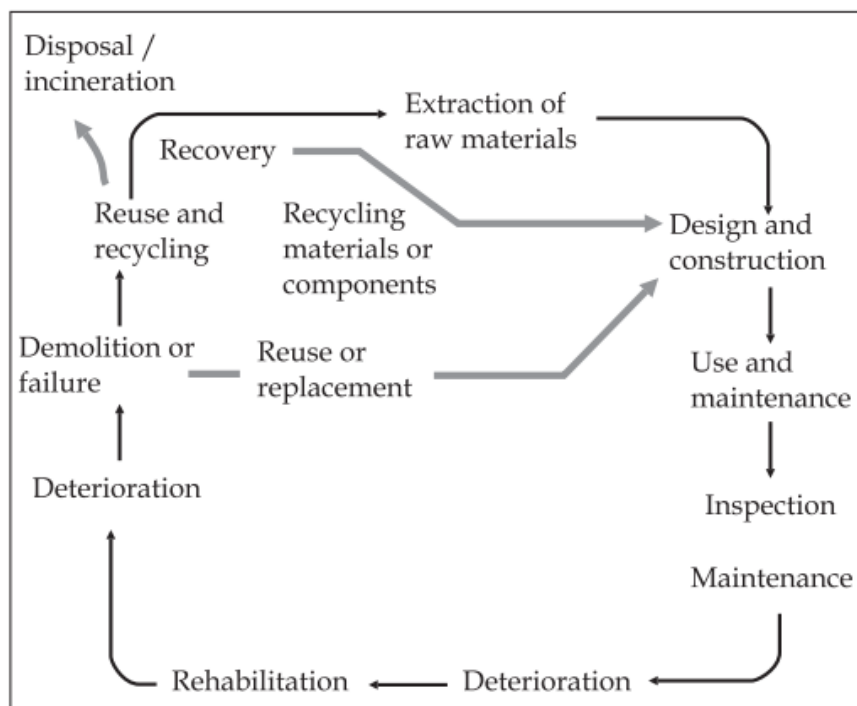 Disposal /
incineration
Extraction of
raw materials
Recovery
Reuse and
recycling
Recycling
materials or
components
Design and
construction
Demolition or
failure
Reuse or
replacement
Use and
maintenance
Deterioration
Inspection
Maintenance
Rehabilitation
Deterioration